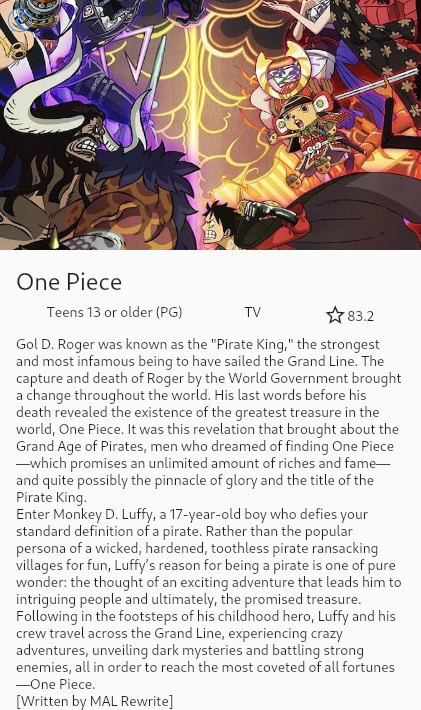 One Piece
Teens 13 or older (PG)
TV
83.2
Gol D. Roger was known as the "Pirate King," the strongest
and most infamous being to have sailed the Grand Line. The
capture and death of Roger by the World Government brought
a change throughout the world. His last words before his
death revealed the existence of the greatest treasure in the
world, One Piece. It was this revelation that brought about the
Grand Age of Pirates, men who dreamed of finding One Piece
—which promises an unlimited amount of riches and fame—
and quite possibly the pinnacle of glory and the title of the
Pirate King.
Enter Monkey D. Luffy, a 17-year-old boy who defies your
standard definition of a pirate. Rather than the popular
persona of a wicked, hardened, toothless pirate ransacking
villages for fun, Luffy’s reason for being a pirate is one of pure
wonder: the thought of an exciting adventure that leads him to
intriguing people and ultimately, the promised treasure.
Following in the footsteps of his childhood hero, Luffy and his
crew travel across the Grand Line, experiencing crazy
adventures, unveiling dark mysteries and battling strong
enemies, all in order to reach the most coveted of all fortunes
—One Piece.
[Written by MAL Rewrite]